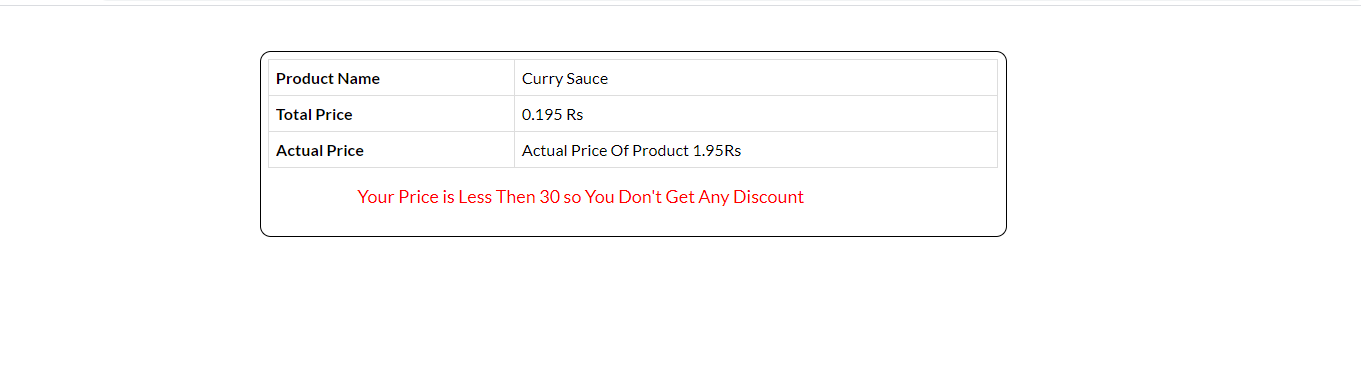 Product Name Curry Sauce
Total Price 0.195 Rs
Actual Price Actual Price Of Product 1.95Rs
Your Price is Less Then 30 so You Don't Get Any Discount